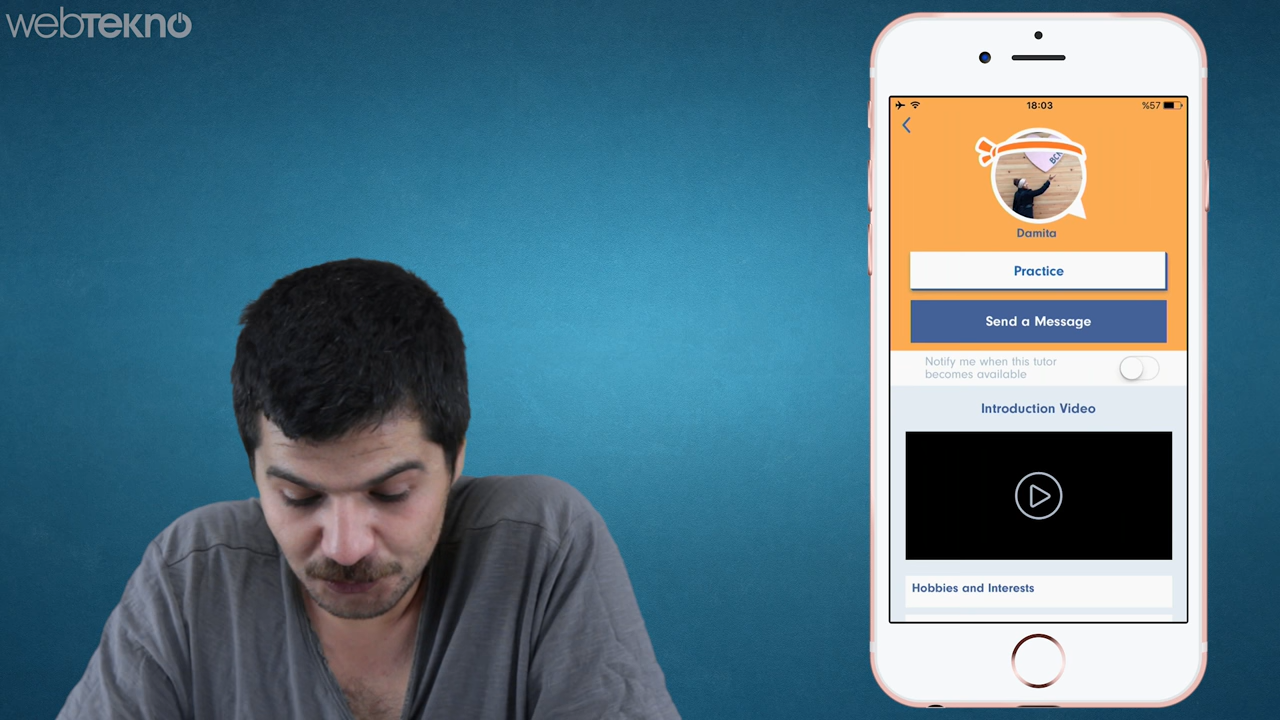 webtekno
18:03
%57
BCK
Damita
Practice
Send a Message
Notify me when this tutor
becomes available
Introduction Video
Hobbies and Interests